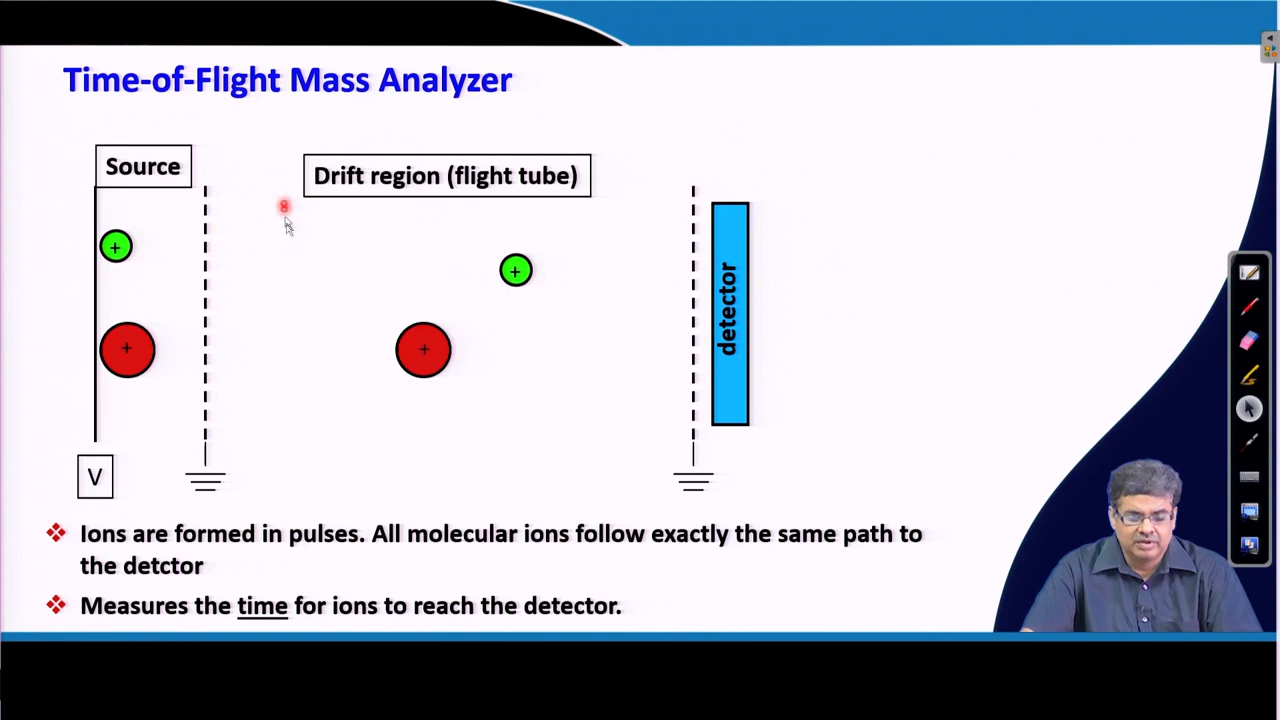 Time-of-Flight Mass Analyzer
Source
Drift region (flight tube)
+
+
+
+
detector
V
Ions are formed in pulses. All molecular ions follow exactly the same path to
the detctor
Measures the time for ions to reach the detector.